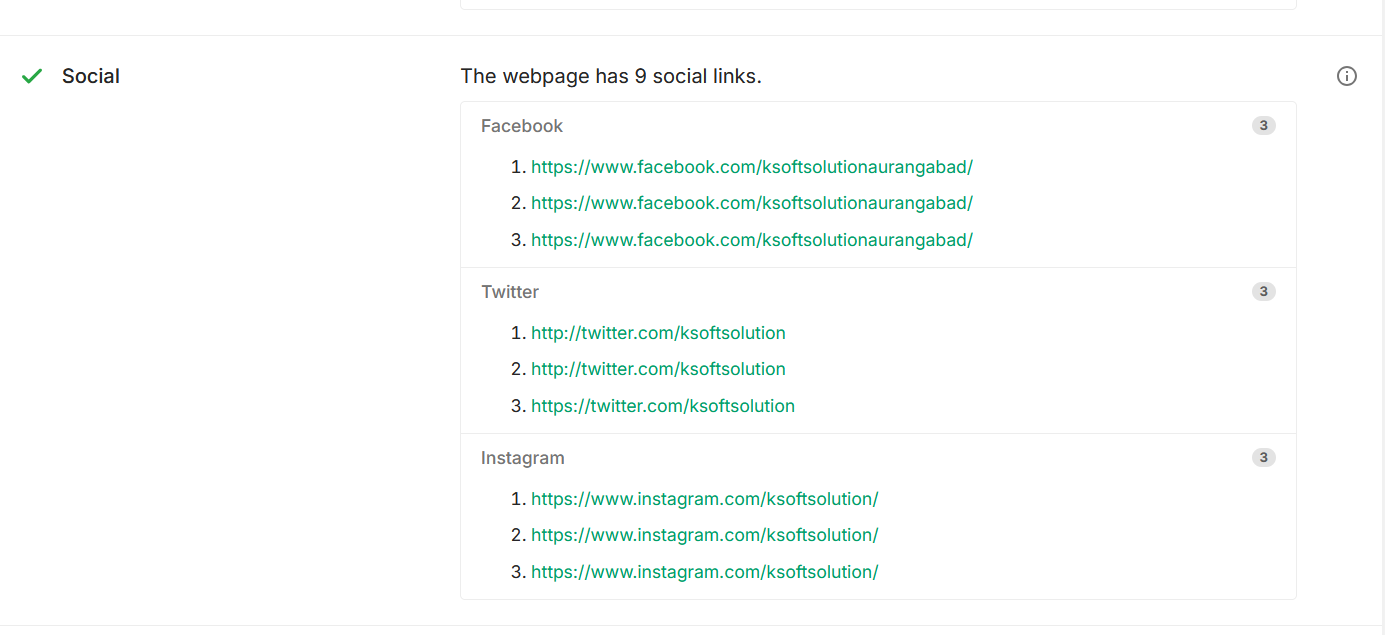 Social
The webpage has 9 social links.
Facebook 3
1. https://www.facebook.com/ksoftsolutionaurangabad/
2. https://www.facebook.com/ksoftsolutionaurangabad/
3. https://www.facebook.com/ksoftsolutionaurangabad/
Twitter 3
1. http://twitter.com/ksoftsolution
2. http://twitter.com/ksoftsolution
3. https://twitter.com/ksoftsolution
Instagram 3
1. https://www.instagram.com/ksoftsolution/
2. https://www.instagram.com/ksoftsolution/
3. https://www.instagram.com/ksoftsolution/